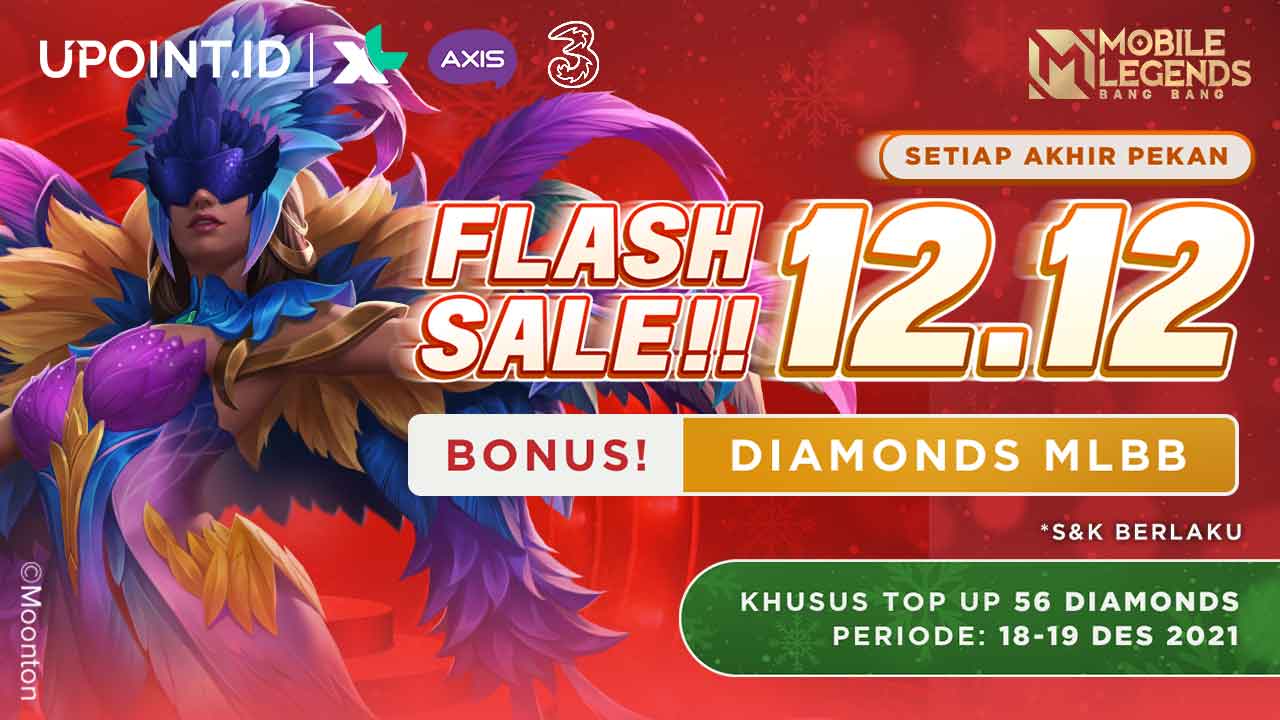 UPOINT.ID | XL AXIS 3
MOBILE
LEGENDS
BANG BANG
SETIAP AKHIR PEKAN
FLASH
SALE!!
12.12
BONUS! DIAMONDS MLBB
*S&K BERLAKU
KHUSUS TOP UP 56 DIAMONDS
PERIODE: 18-19 DES 2021
©Moonton